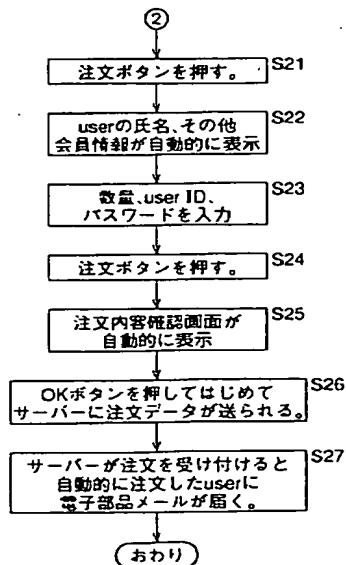 ②
注文ボタンを押す。
S21
userの氏名、その他
会員情報が自動的に表示
S22
数量、user ID、
パスワードを入力
S23
注文ボタンを押す。
S24
注文内容確認画面が
自動的に表示
S25
OKボタンを押してはじめて
サーバーに注文データが送られる。
S26
サーバーが注文を受け付けると
自動的に注文したuserに
電子部品メールが届く。
S27
おわり